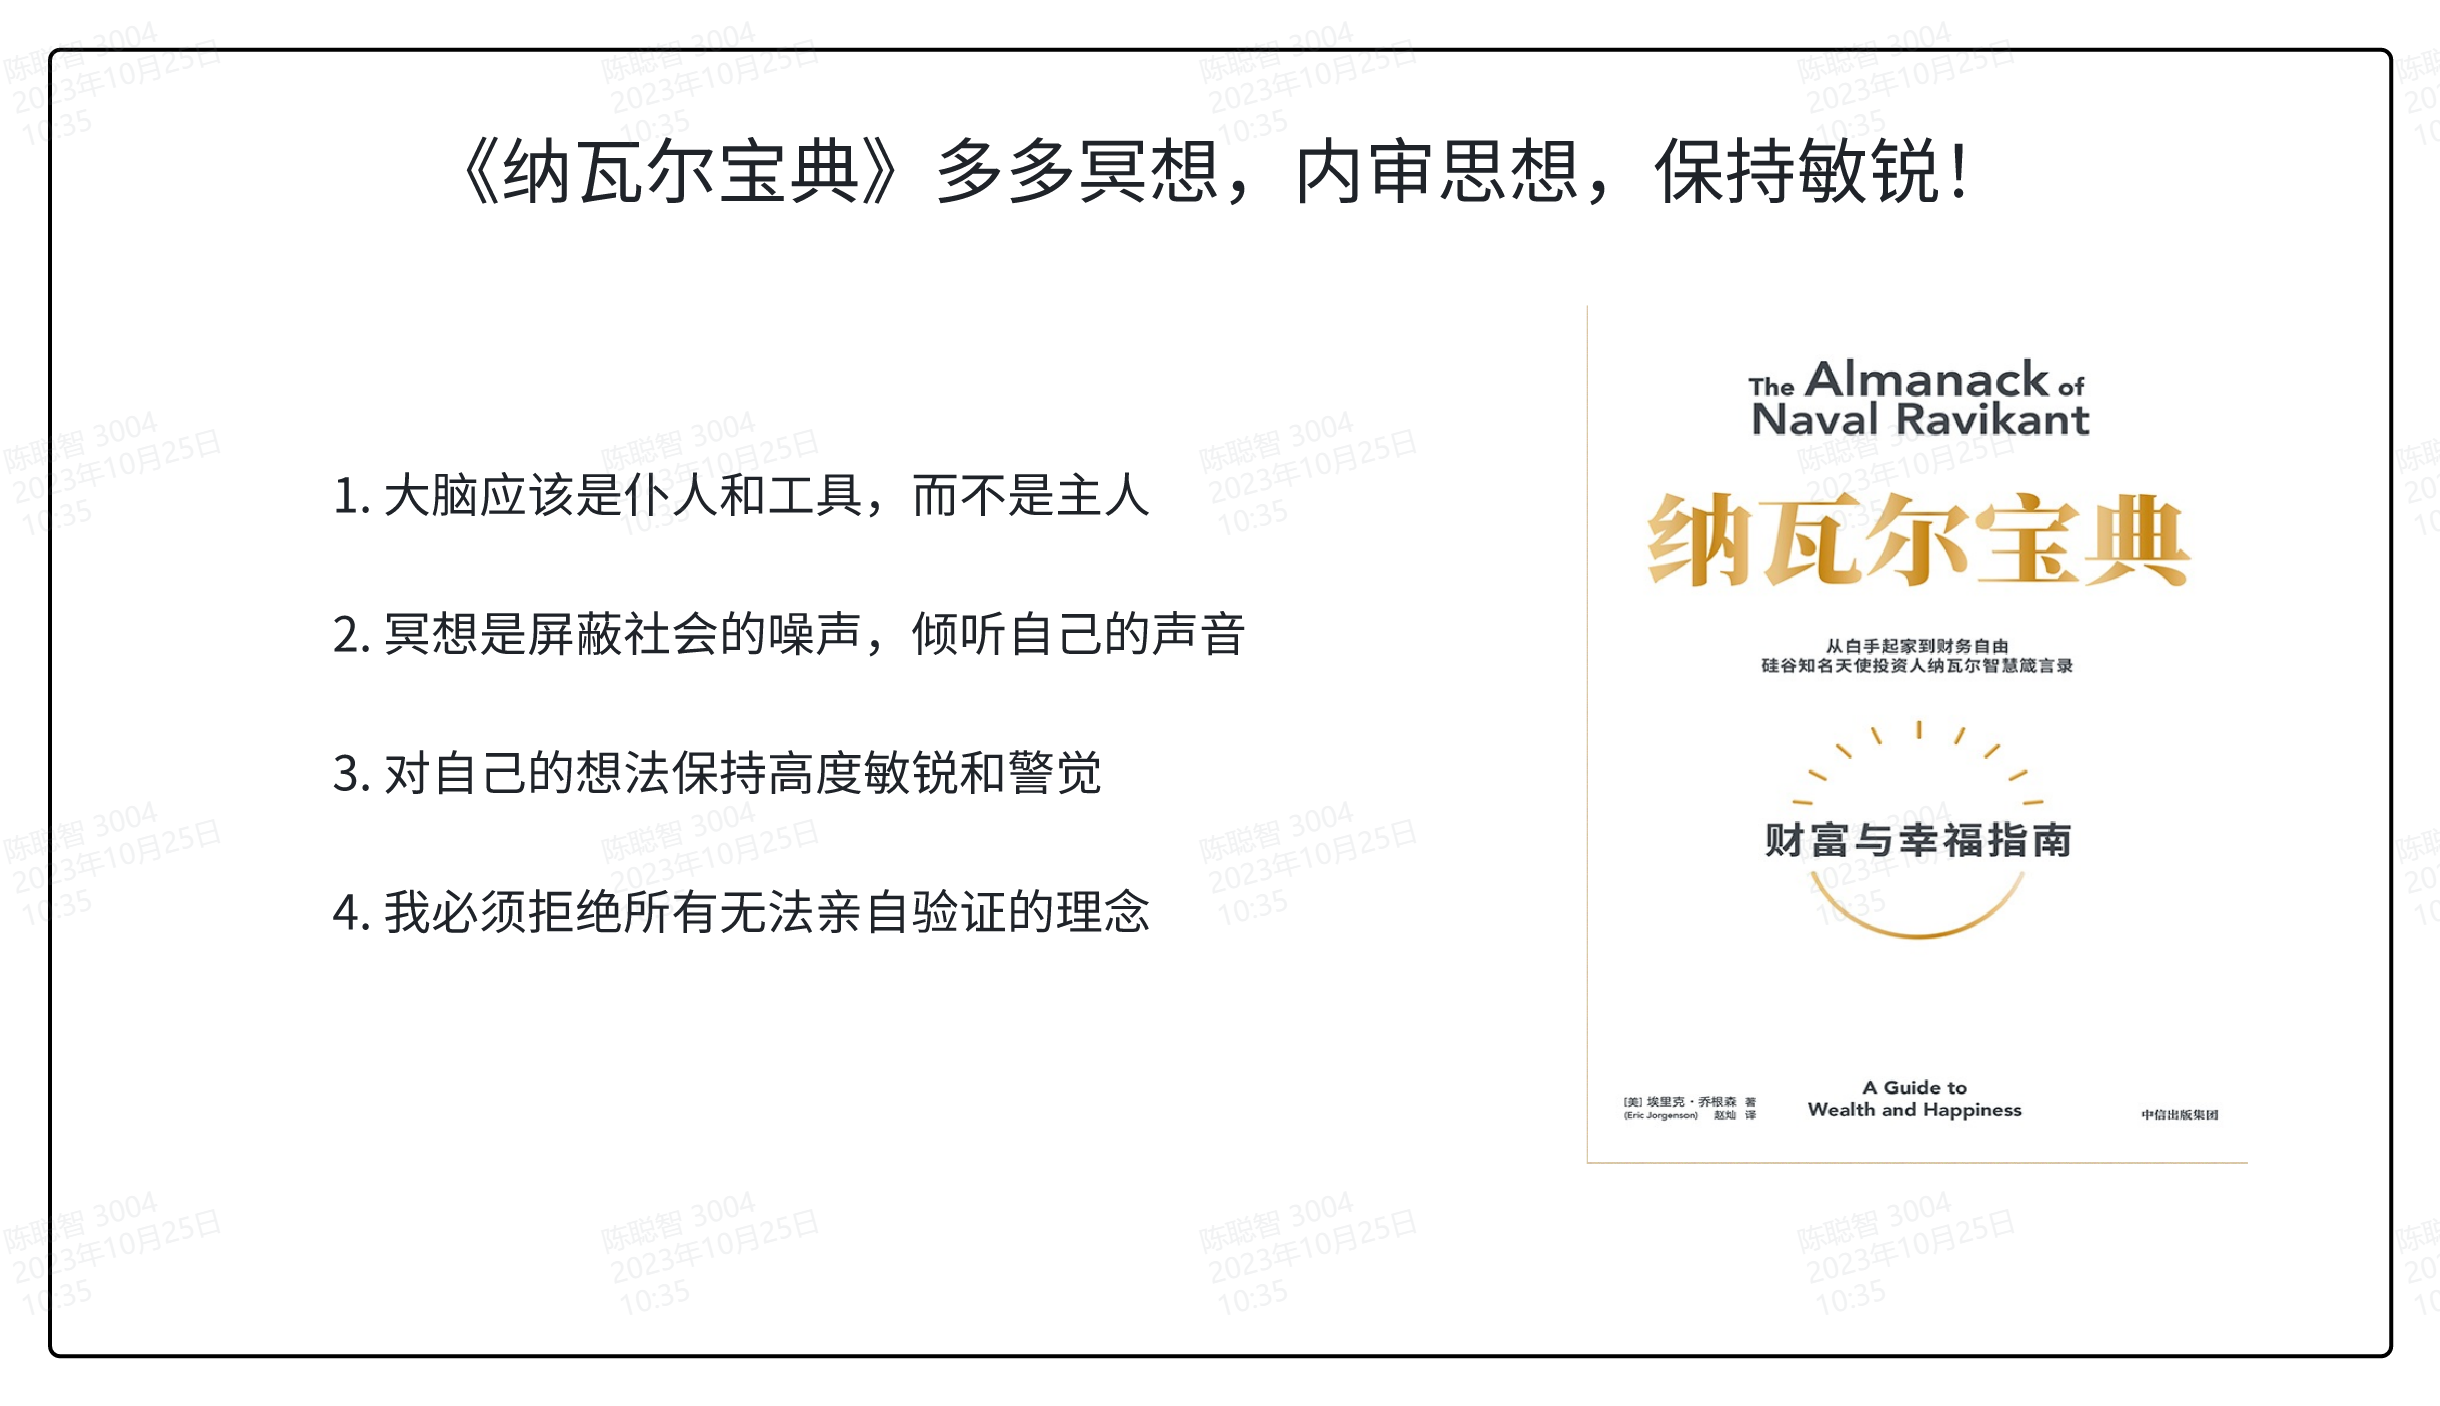 《纳瓦尔宝典》多多冥想，内审思想，保持敏锐！
1. 大脑应该是仆人和工具，而不是主人
2. 冥想是屏蔽社会的噪声，倾听自己的声音
3. 对自己的想法保持高度敏锐和警觉
4. 我必须拒绝所有无法亲自验证的理念
The Almanack of
Naval Ravikant
纳瓦尔宝典
从白手起家到财务自由
硅谷知名天使投资人纳瓦尔智慧箴言录
财富与幸福指南
[美] 埃里克·乔根森 著
(Eric Jorgenson) 赵灿 译
A Guide to
Wealth and Happiness
中信出版集团
陈聪智 3004
2023年10月25日
10:35